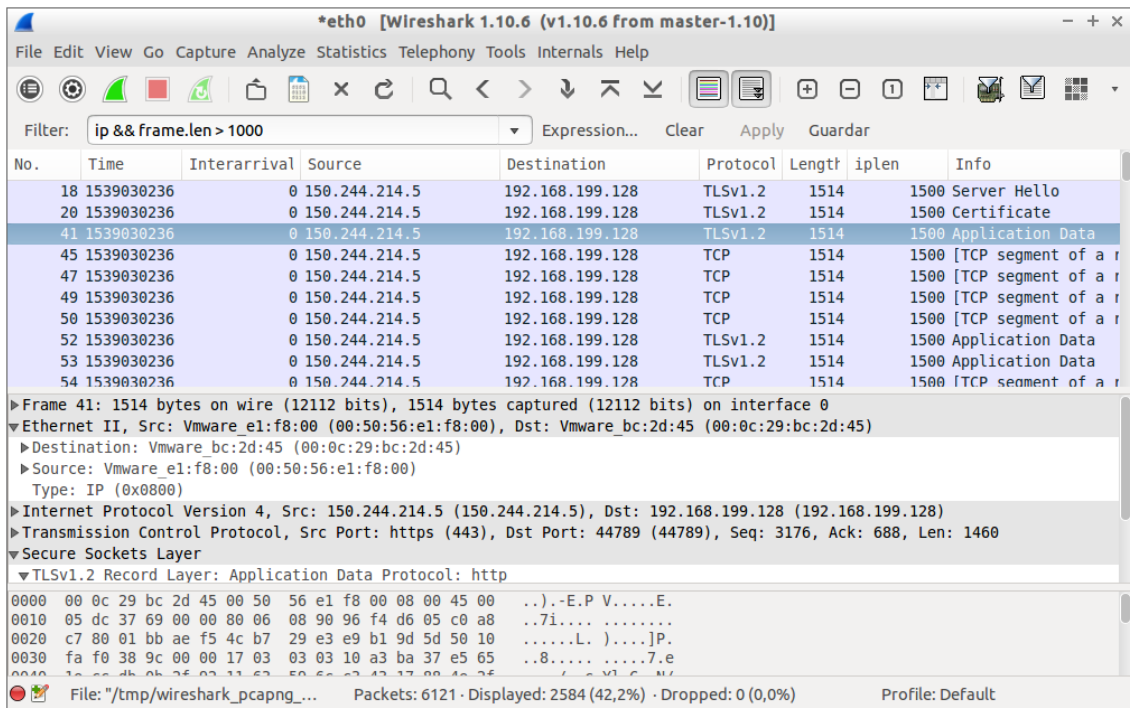 *eth0 [Wireshark 1.10.6 (v1.10.6 from master-1.10)]
File Edit View Go Capture Analyze Statistics Telephony Tools Internals Help
Filter: ip && frame.len > 1000 Expression... Clear Apply Guardar
No. Time Interarrival Source Destination Protocol Length iplen Info
18 1539030236 0 150.244.214.5 192.168.199.128 TLSv1.2 1514 1500 Server Hello
20 1539030236 0 150.244.214.5 192.168.199.128 TLSv1.2 1514 1500 Certificate
41 1539030236 0 150.244.214.5 192.168.199.128 TLSv1.2 1514 1500 Application Data
45 1539030236 0 150.244.214.5 192.168.199.128 TCP 1514 1500 [TCP segment of a r
47 1539030236 0 150.244.214.5 192.168.199.128 TCP 1514 1500 [TCP segment of a r
49 1539030236 0 150.244.214.5 192.168.199.128 TCP 1514 1500 [TCP segment of a r
50 1539030236 0 150.244.214.5 192.168.199.128 TCP 1514 1500 [TCP segment of a r
52 1539030236 0 150.244.214.5 192.168.199.128 TLSv1.2 1514 1500 Application Data
53 1539030236 0 150.244.214.5 192.168.199.128 TLSv1.2 1514 1500 Application Data
54 1539030236 0 150.244.214.5 192.168.199.128 TCP 1514 1500 [TCP segment of a r
Frame 41: 1514 bytes on wire (12112 bits), 1514 bytes captured (12112 bits) on interface 0
Ethernet II, Src: Vmware_e1:f8:00 (00:50:56:e1:f8:00), Dst: Vmware_bc:2d:45 (00:0c:29:bc:2d:45)
Destination: Vmware_bc:2d:45 (00:0c:29:bc:2d:45)
Source: Vmware_e1:f8:00 (00:50:56:e1:f8:00)
Type: IP (0x0800)
Internet Protocol Version 4, Src: 150.244.214.5 (150.244.214.5), Dst: 192.168.199.128 (192.168.199.128)
Transmission Control Protocol, Src Port: https (443), Dst Port: 44789 (44789), Seq: 3176, Ack: 688, Len: 1460
Secure Sockets Layer
TLSv1.2 Record Layer: Application Data Protocol: http
0000 00 0c 29 bc 2d 45 00 50 56 e1 f8 00 08 00 45 00 ..).-E.P V.....E.
0010 05 dc 37 69 00 00 80 06 08 90 96 f4 d6 05 c0 a8 ..7i.... ........
0020 c7 80 01 bb ae f5 4c b7 29 e3 e9 b1 9d 5d 50 10 ......L. )....]P.
0030 fa f0 38 9c 00 00 17 03 03 03 10 a3 ba 37 e5 65 ..8..... .....7.e
File: "/tmp/wireshark_pcapng_... Packets: 6121 · Displayed: 2584 (42,2%) · Dropped: 0 (0,0%) Profile: Default